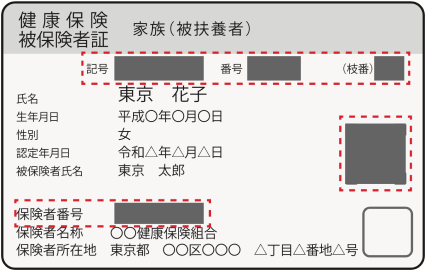 健康保険
被保険者証
家族（被扶養者）
記号 番号 （枝番）
氏名 東京 花子
生年月日 平成〇年〇月〇日
性別 女
認定年月日 令和△年△月△日
被保険者氏名 東京 太郎
保険者番号
保険者名称 〇〇健康保険組合
保険者所在地 東京都 〇〇区〇〇〇 △丁目△番地△号